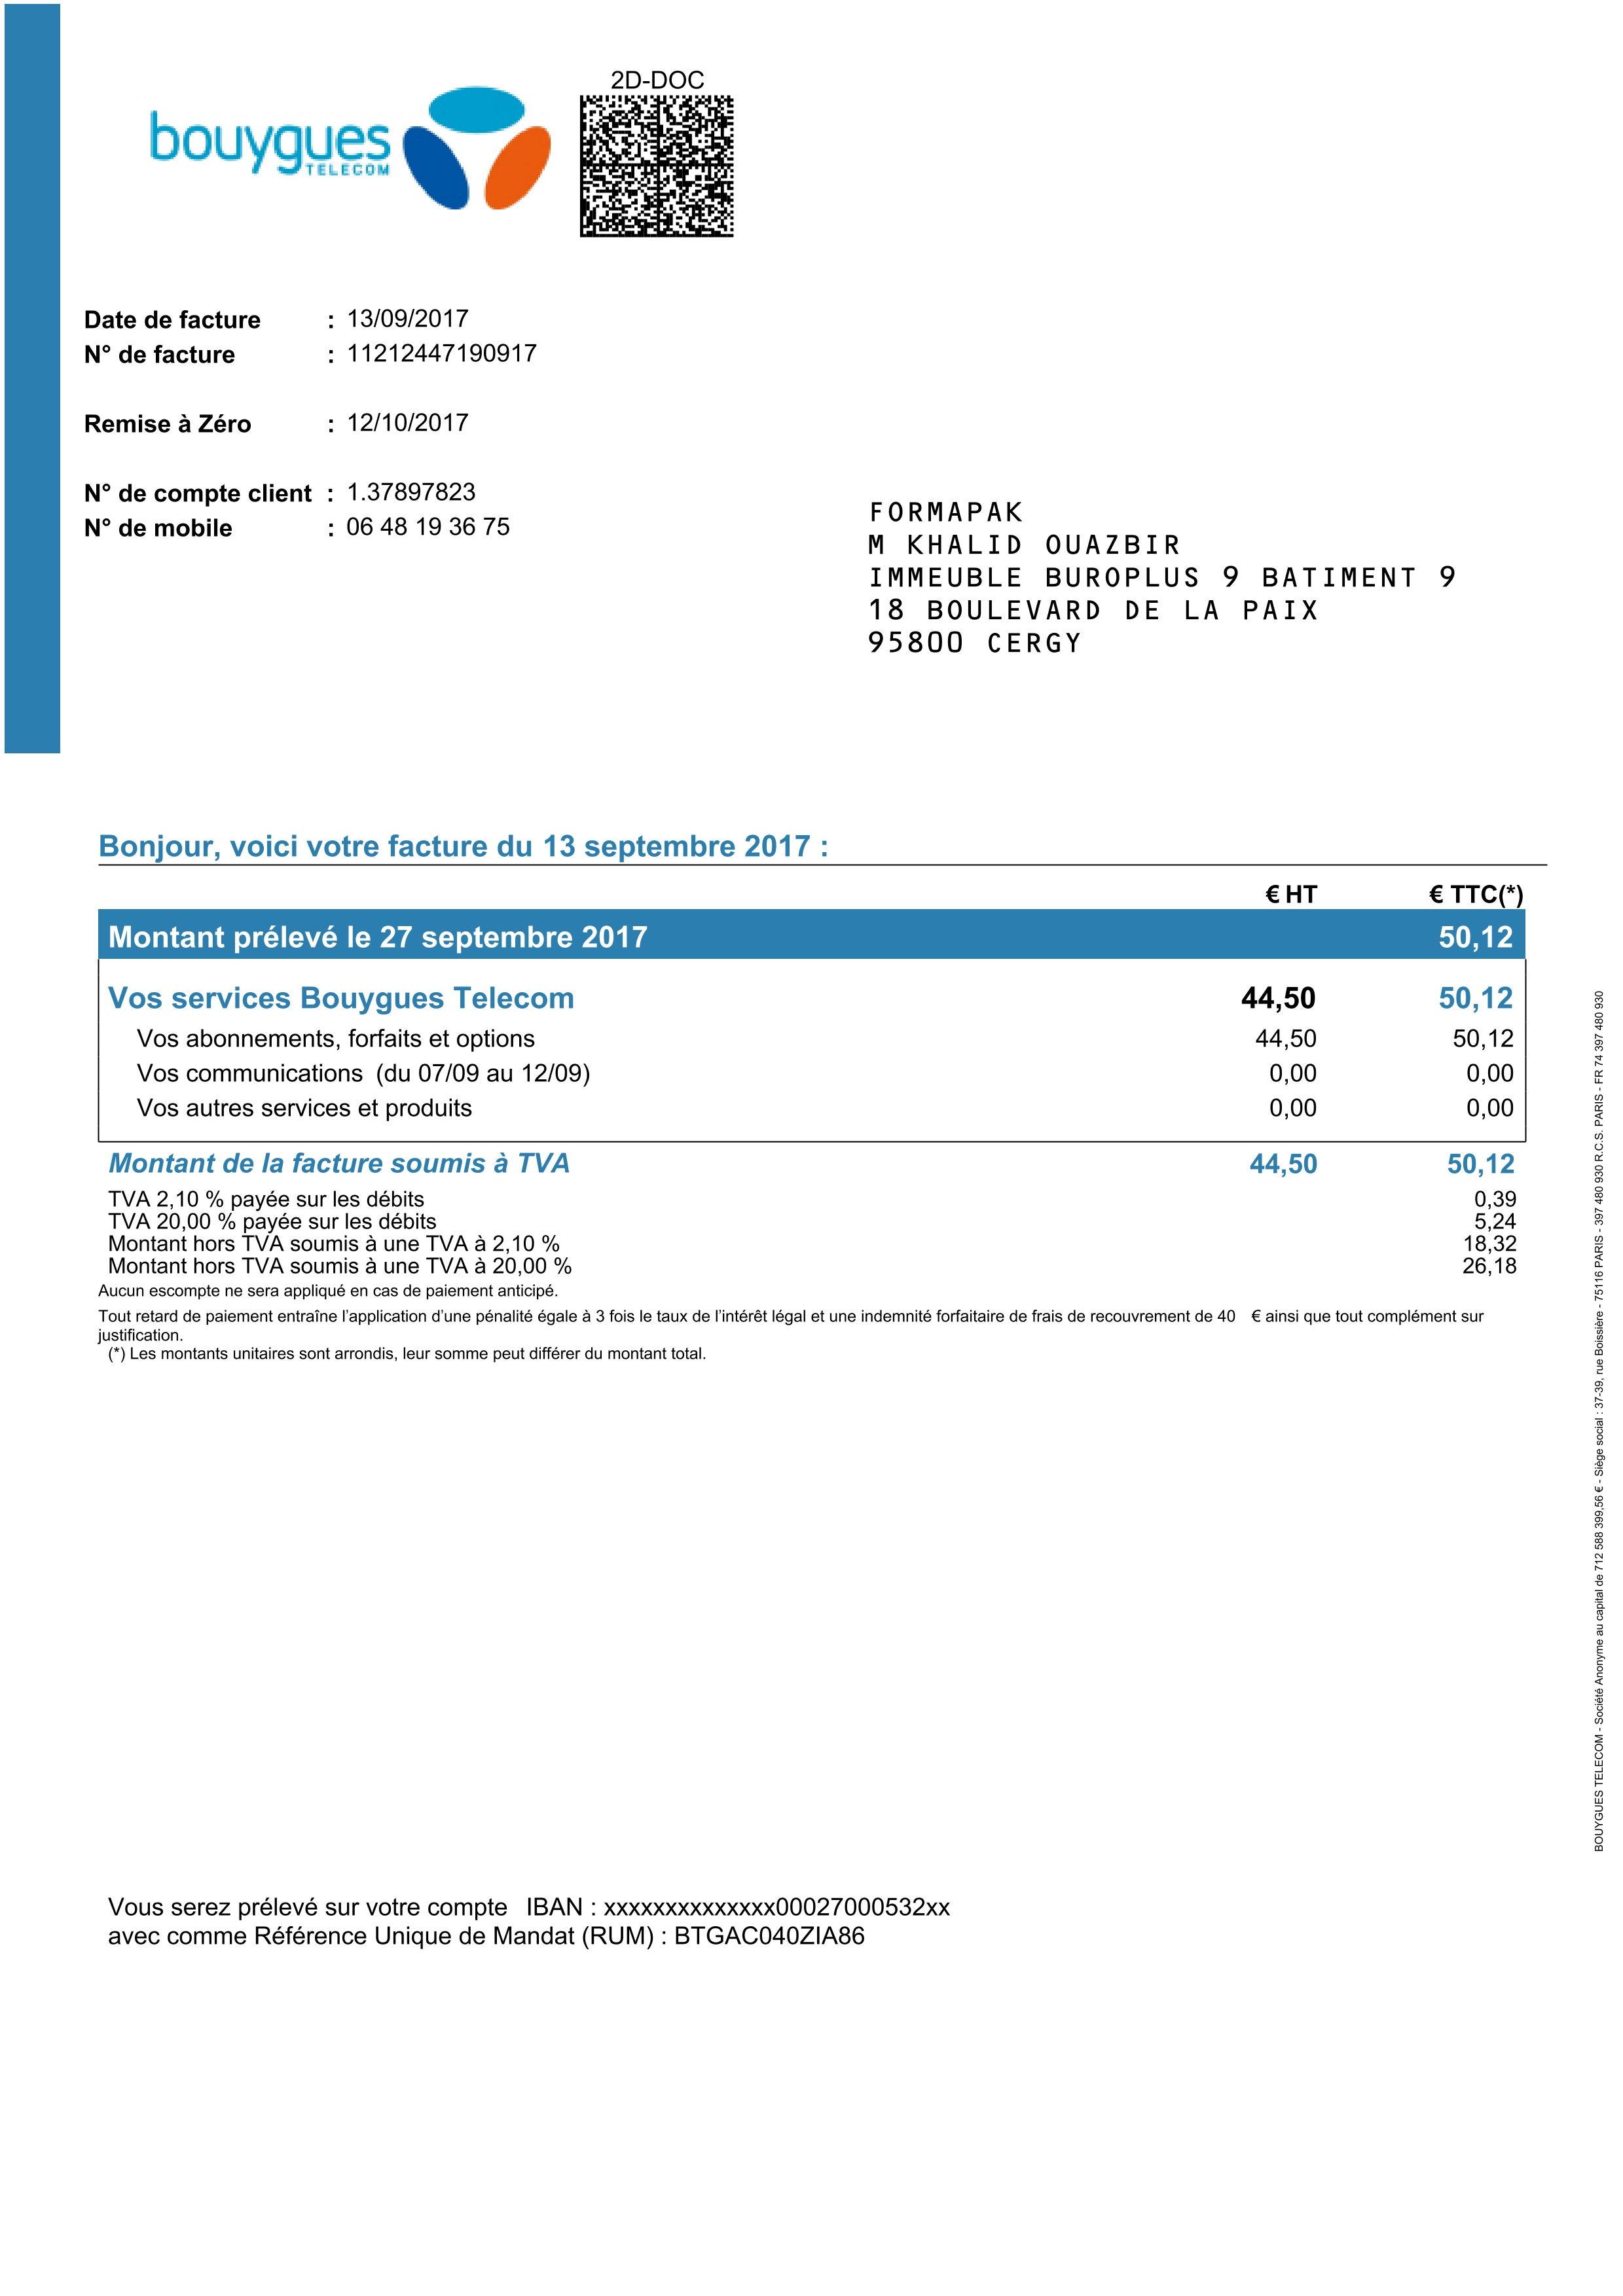 bouygues
TELECOM
2D-DOC
Date de facture : 13/09/2017
N° de facture : 11212447190917
Remise à Zéro : 12/10/2017
N° de compte client : 1.37897823
N° de mobile : 06 48 19 36 75
FORMAPAK
M KHALID OUAZBIR
IMMEUBLE BUROPLUS 9 BATIMENT 9
18 BOULEVARD DE LA PAIX
95800 CERGY
Bonjour, voici votre facture du 13 septembre 2017 :
€ HT € TTC(*)
Montant prélevé le 27 septembre 2017 50,12
Vos services Bouygues Telecom 44,50 50,12
Vos abonnements, forfaits et options 44,50 50,12
Vos communications (du 07/09 au 12/09) 0,00 0,00
Vos autres services et produits 0,00 0,00
Montant de la facture soumis à TVA 44,50 50,12
TVA 2,10 % payée sur les débits 0,39
TVA 20,00 % payée sur les débits 5,24
Montant hors TVA soumis à une TVA à 2,10 % 18,32
Montant hors TVA soumis à une TVA à 20,00 % 26,18
Aucun escompte ne sera appliqué en cas de paiement anticipé.
Tout retard de paiement entraîne l'application d'une pénalité égale à 3 fois le taux de l'intérêt légal et une indemnité forfaitaire de frais de recouvrement de 40 € ainsi que tout complément sur
justification.
(*) Les montants unitaires sont arrondis, leur somme peut différer du montant total.
Vous serez prélevé sur votre compte IBAN : xxxxxxxxxxxxxx00027000532xx
avec comme Référence Unique de Mandat (RUM) : BTGAC040ZIA86
BOUYGUES TELECOM - Société Anonyme au capital de 712 588 399,56 € - Siège social : 37-39, rue Boissière - 75116 PARIS - 397 480 930 R.C.S. PARIS - FR 74 397 480 930